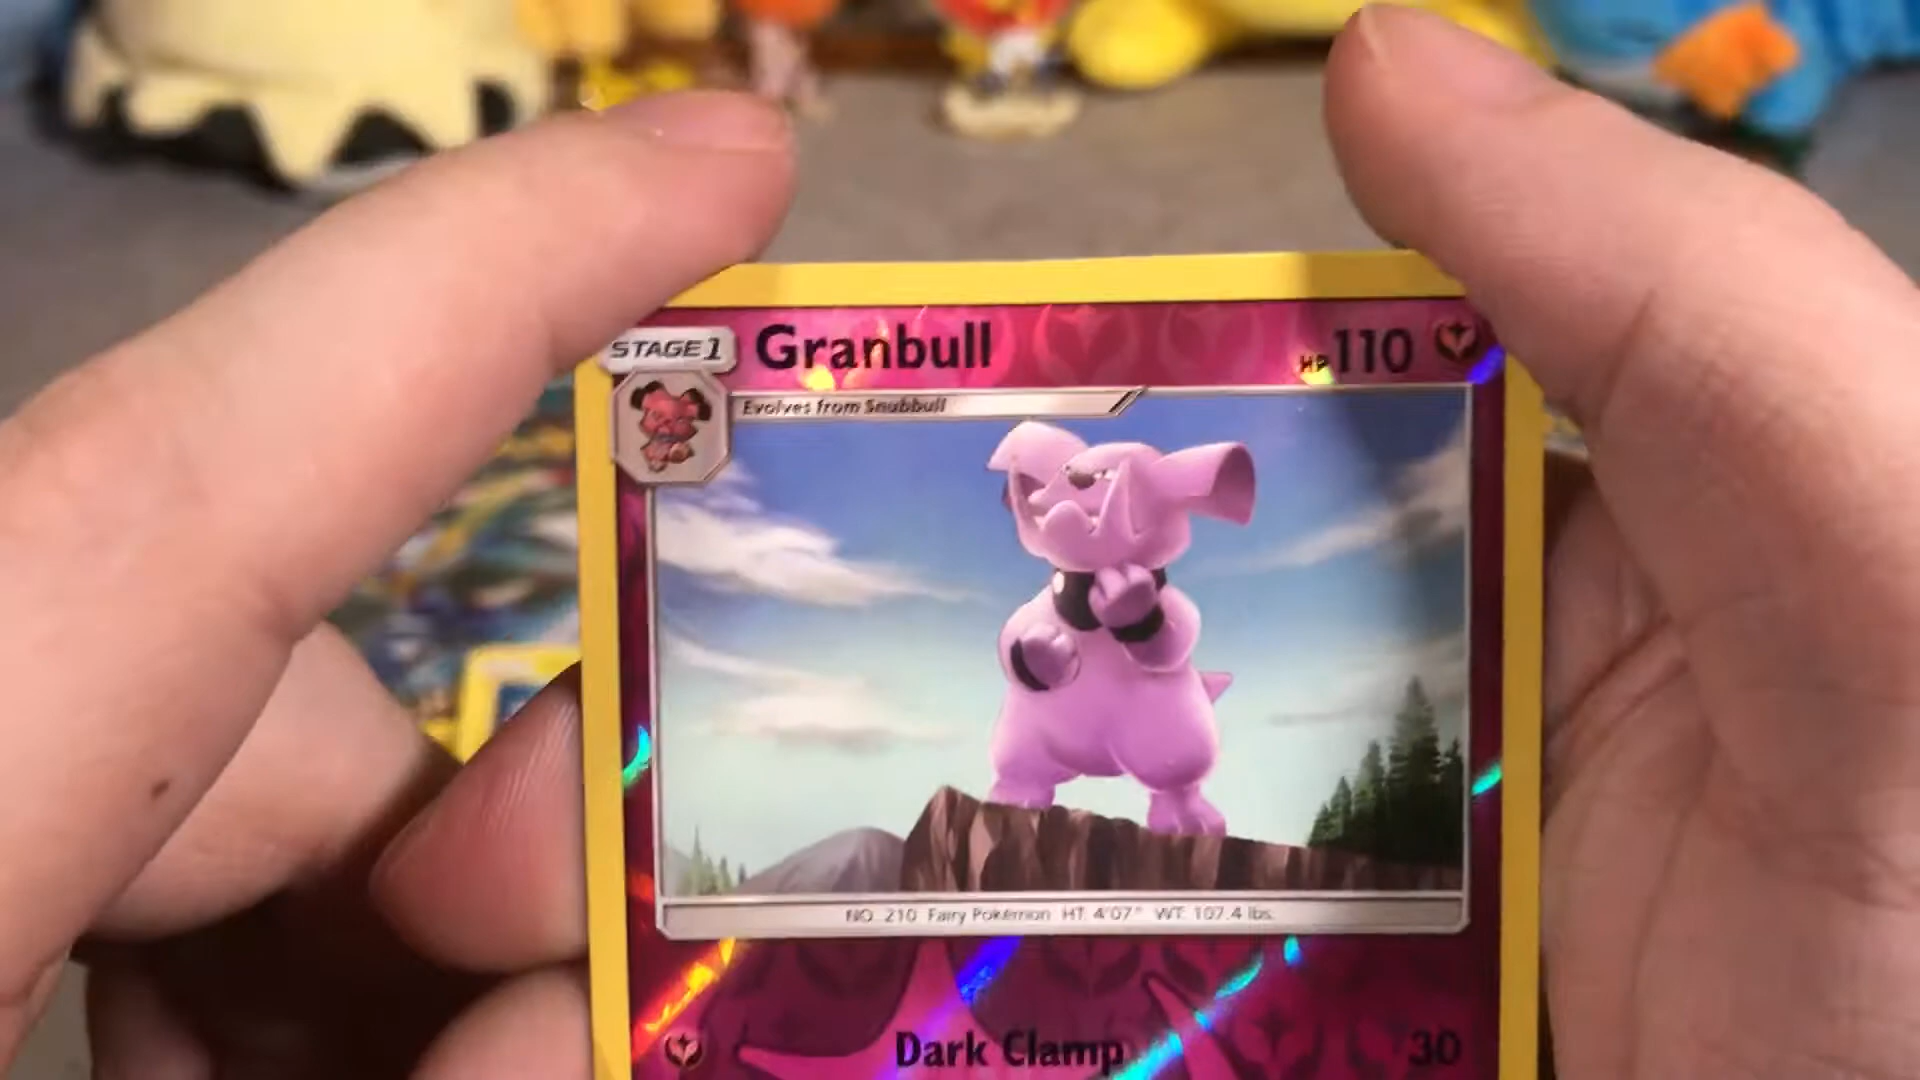 STAGE 1 Granbull HP 110
Evolves from Snubbull
NO. 210 Fairy Pokémon HT: 4'07" WT: 107.4 lbs.
Dark Clamp 30